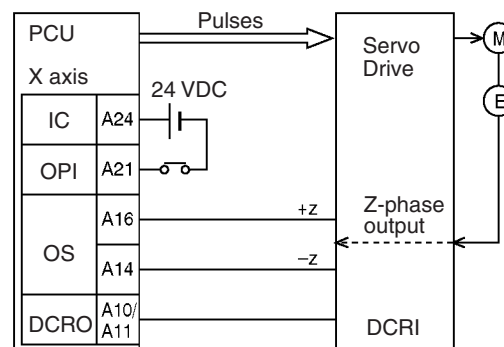 PCU
Pulses
Servo
Drive
M
X axis
24 VDC
E
IC
A24
OPI
A21
OS
A16
+z
Z-phase
output
A14
–z
DCRO
A10/
A11
DCRI